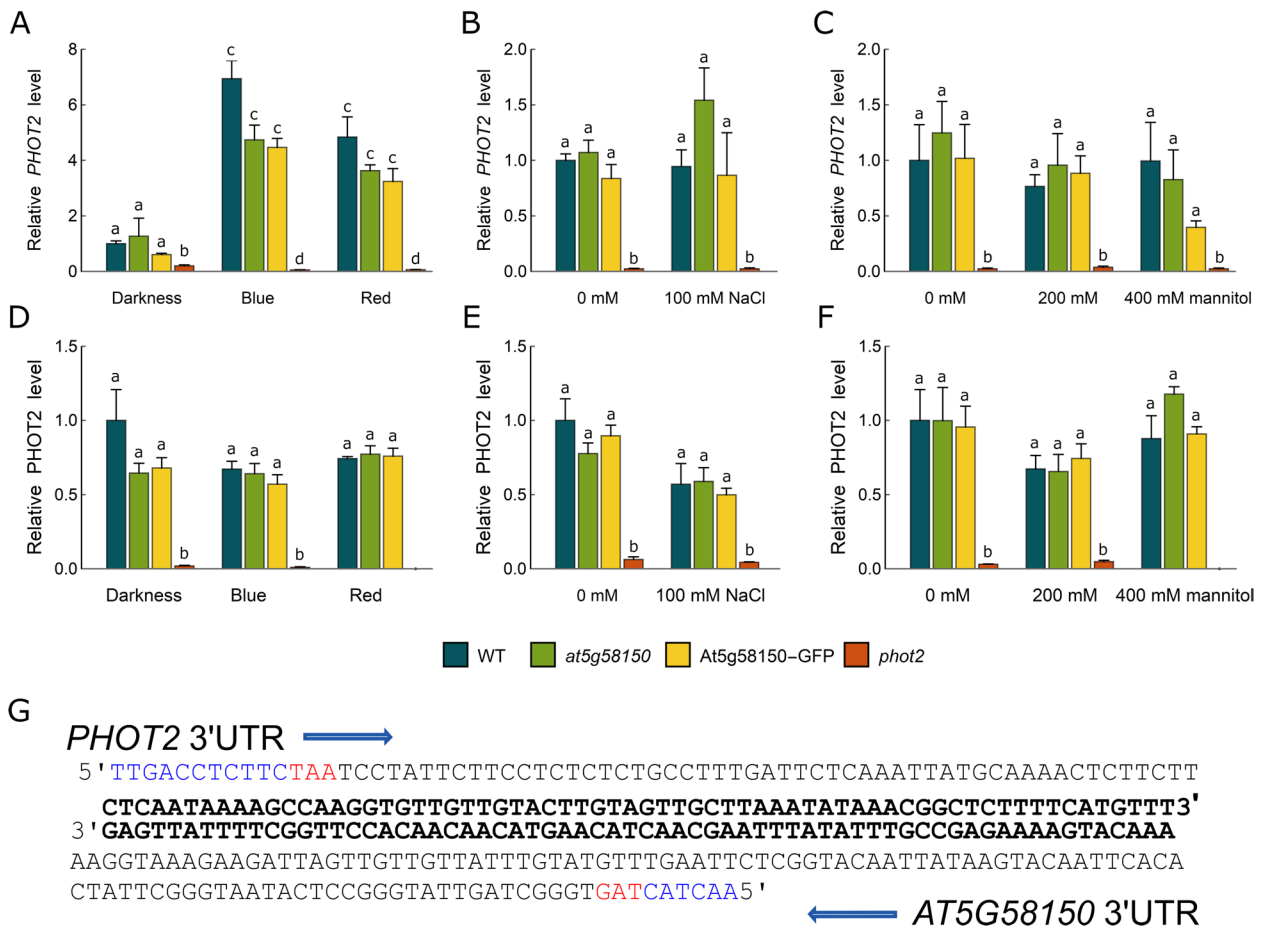 A
Relative PHOT2 level
8
6
4
2
0
a
a
a
b
c
c
c
d
c
c
c
d
Darkness
Blue
Red
B
Relative PHOT2 level
2.0
1.5
1.0
0.5
0.0
a
a
a
b
a
a
a
b
0 mM
100 mM NaCl
C
Relative PHOT2 level
2.0
1.5
1.0
0.5
0.0
a
a
a
b
a
a
a
b
a
a
a
b
0 mM
200 mM
400 mM mannitol
D
Relative PHOT2 level
1.5
1.0
0.5
0.0
a
a
a
b
a
a
a
b
a
a
a
Darkness
Blue
Red
E
Relative PHOT2 level
1.5
1.0
0.5
0.0
a
a
a
b
a
a
a
b
0 mM
100 mM NaCl
F
Relative PHOT2 level
1.5
1.0
0.5
0.0
a
a
a
b
a
a
a
b
a
a
a
0 mM
200 mM
400 mM mannitol
WT
at5g58150
At5g58150–GFP
phot2
G
PHOT2 3'UTR
5'TTGACCTCTTCTAATCCTATTCTTCCTCTCTCTGCCTTTGATTCTCAAATTATGCAAAACTCTTCTT
CTCAATAAAAGCCAAGGTGTTGTTGTACTTGTAGTTGCTTAAATATAAACGGCTCTTTTCATGTTT3'
3'GAGTTATTTTCGGTTCCACAACAACATGAACATCAACGAATTTATATTTGCCGAGAAAAGTACAAA
AAGGTAAAGAAGATTAGTTGTTGTTATTTGTATGTTTGAATTCTCGGTACAATTATAAGTACAATTCACA
CTATTCGGGTAATACTCCGGGTATTGATCGGGTGATCATCAA5'
AT5G58150 3'UTR